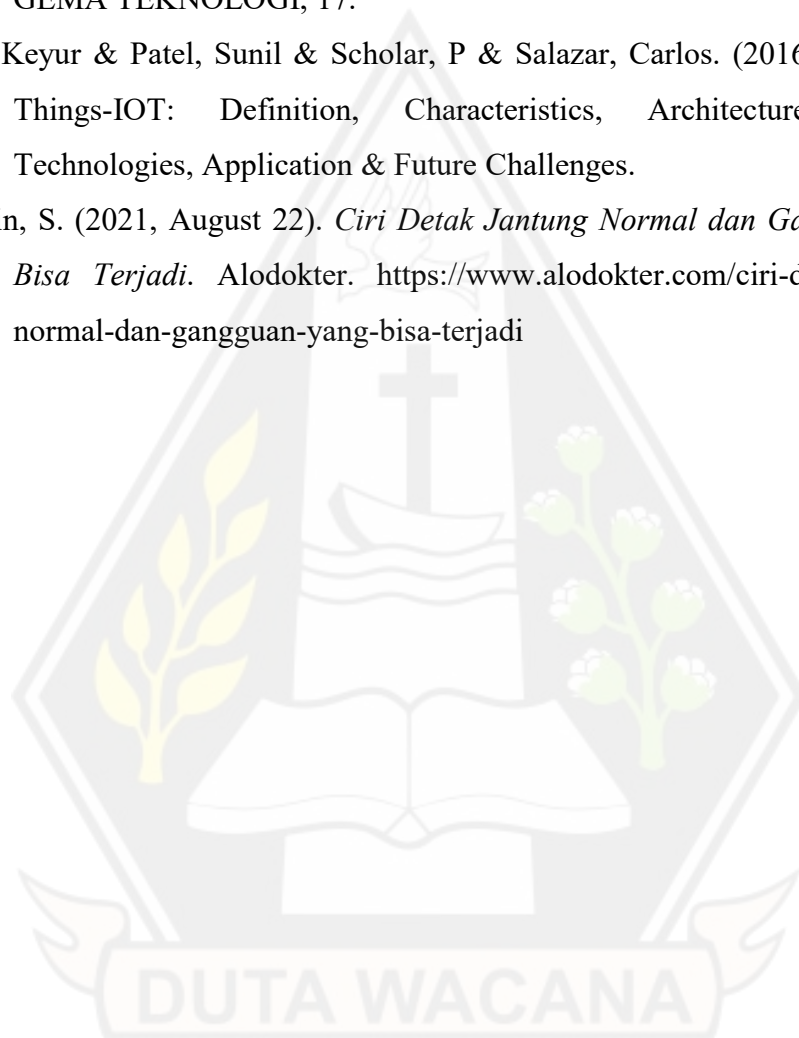 GEMA TEKNOLOGI, 17.
Keyur & Patel, Sunil & Scholar, P & Salazar, Carlos. (2016
Things-IOT: Definition, Characteristics, Architecture
Technologies, Application & Future Challenges.
n, S. (2021, August 22). Ciri Detak Jantung Normal dan Ga
Bisa Terjadi. Alodokter. https://www.alodokter.com/ciri-d
normal-dan-gangguan-yang-bisa-terjadi
DUTA WACANA